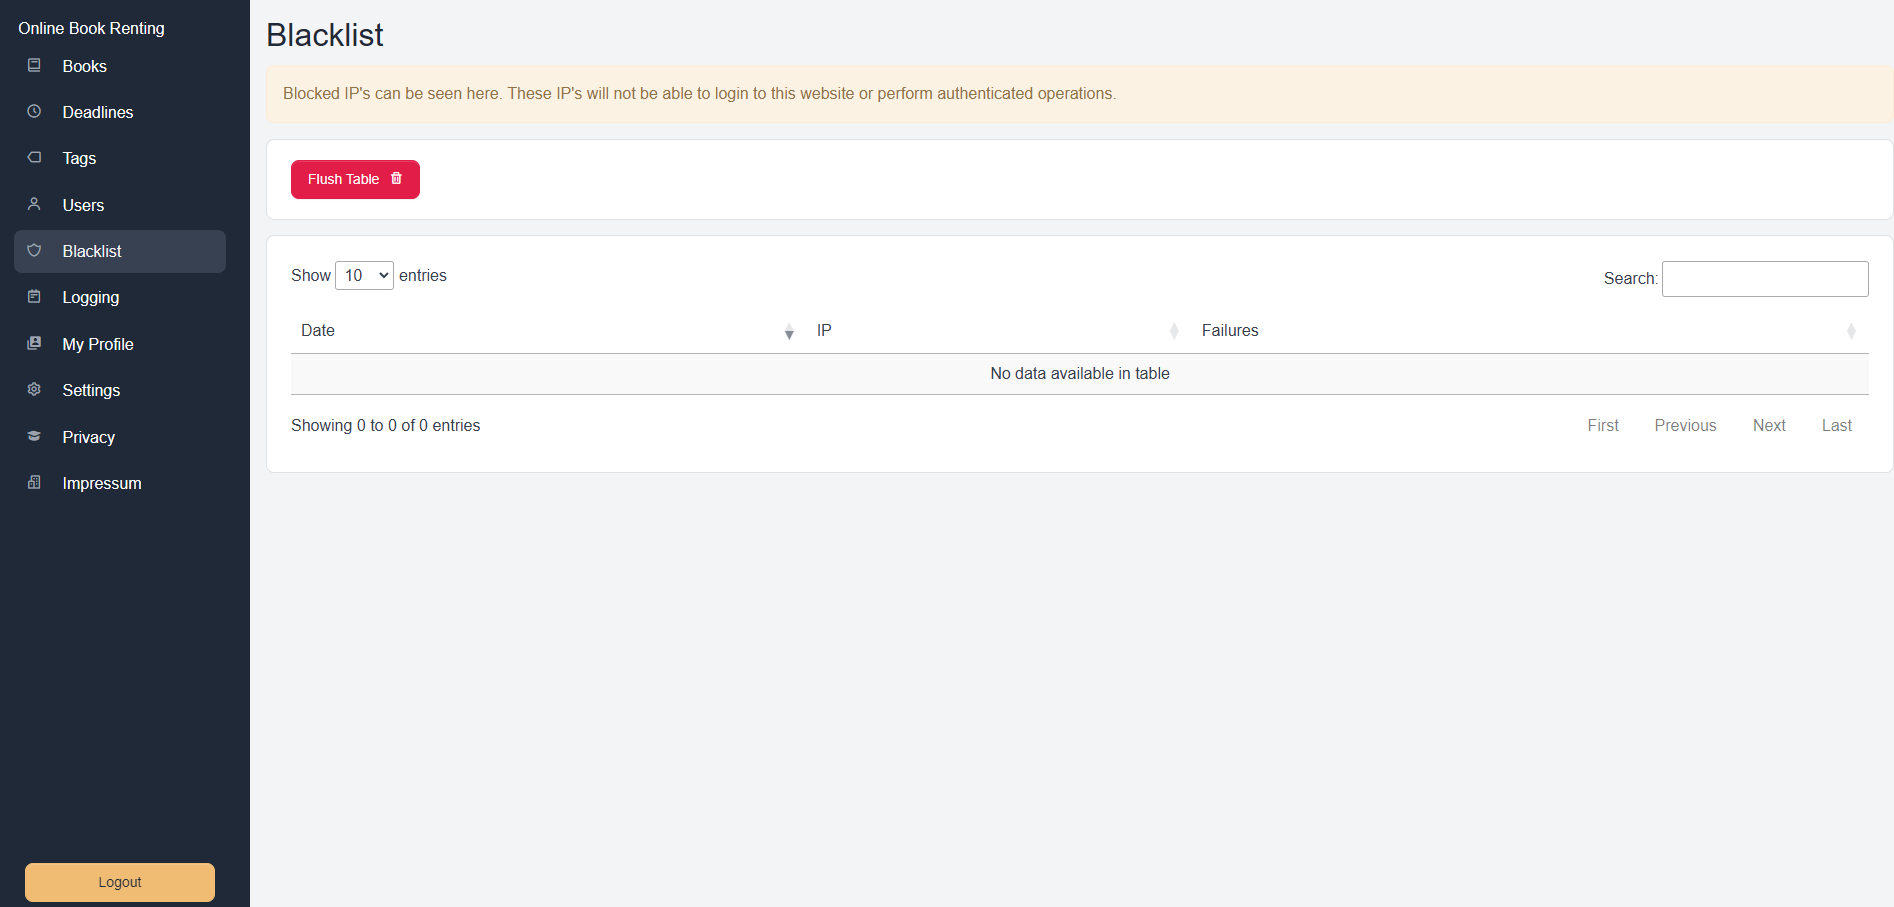 Online Book Renting
Books
Deadlines
Tags
Users
Blacklist
Logging
My Profile
Settings
Privacy
Impressum
Logout
Blacklist
Blocked IP's can be seen here. These IP's will not be able to login to this website or perform authenticated operations.
Flush Table
Show 10 entries
Search:
Date IP Failures
No data available in table
Showing 0 to 0 of 0 entries
First Previous Next Last